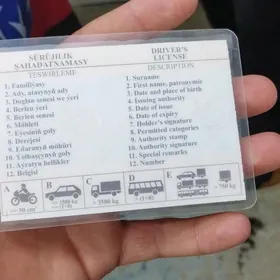 SÜRÜJILIK
ŞAHADATNAMASY
TESWIRLEME
1. Familiýasy
2. Ady, atasynyň ady
3. Doglan senesi we ýeri
4. Berlen ýeri
5. Berlen senesi
6. Möhleti
7. Eýesiniň goly
8. Derejesi
9. Edaranyň möhüri
10. Ýolbaşçynyň goly
11. Aýratyn bellikler
12. Belgisi
DRIVER'S
LICENSE
DESCRIPTION
1. Surname
2. First name, patronymic
3. Date and place of birth
4. Issuing authority
5. Date of issue
6. Date of expiry
7. Holder's signature
8. Permitted categories
9. Authority stamp
10. Authority signature
11. Special remarks
12. Number
A
B
C
D
E